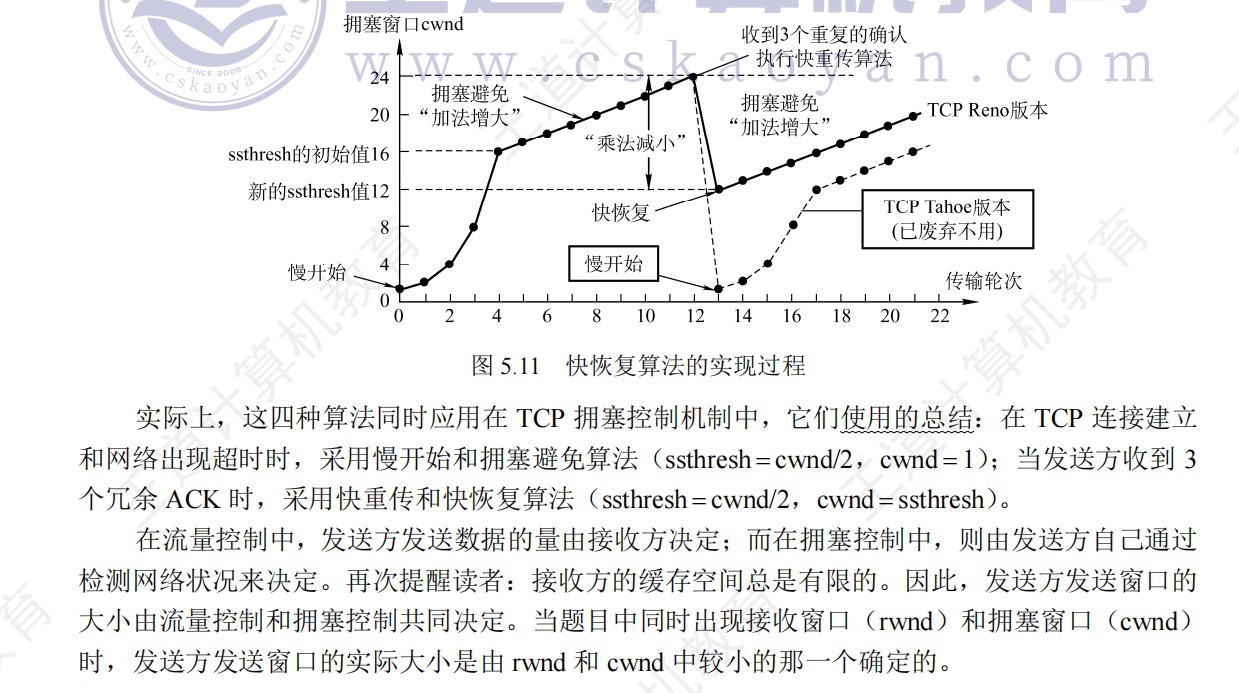 www.cskaoyan.com
SINCE 2008
www.cskaoyan.com
拥塞窗口cwnd
收到3个重复的确认
执行快重传算法
24
拥塞避免
“加法增大”
拥塞避免
“加法增大”
TCP Reno版本
20
“乘法减小”
ssthresh的初始值16
新的ssthresh值12
快恢复
TCP Tahoe版本
(已废弃不用)
8
慢开始
慢开始
4
传输轮次
0
0 2 4 6 8 10 12 14 16 18 20 22
图 5.11 快恢复算法的实现过程
实际上，这四种算法同时应用在 TCP 拥塞控制机制中，它们使用的总结：在 TCP 连接建立
和网络出现超时时，采用慢开始和拥塞避免算法（ssthresh=cwnd/2，cwnd=1）；当发送方收到 3
个冗余 ACK 时，采用快重传和快恢复算法（ssthresh=cwnd/2，cwnd=ssthresh）。
在流量控制中，发送方发送数据的量由接收方决定；而在拥塞控制中，则由发送方自己通过
检测网络状况来决定。再次提醒读者：接收方的缓存空间总是有限的。因此，发送方发送窗口的
大小由流量控制和拥塞控制共同决定。当题目中同时出现接收窗口（rwnd）和拥塞窗口（cwnd）
时，发送方发送窗口的实际大小是由 rwnd 和 cwnd 中较小的那一个确定的。
王道计算机教育
王道计算机教育